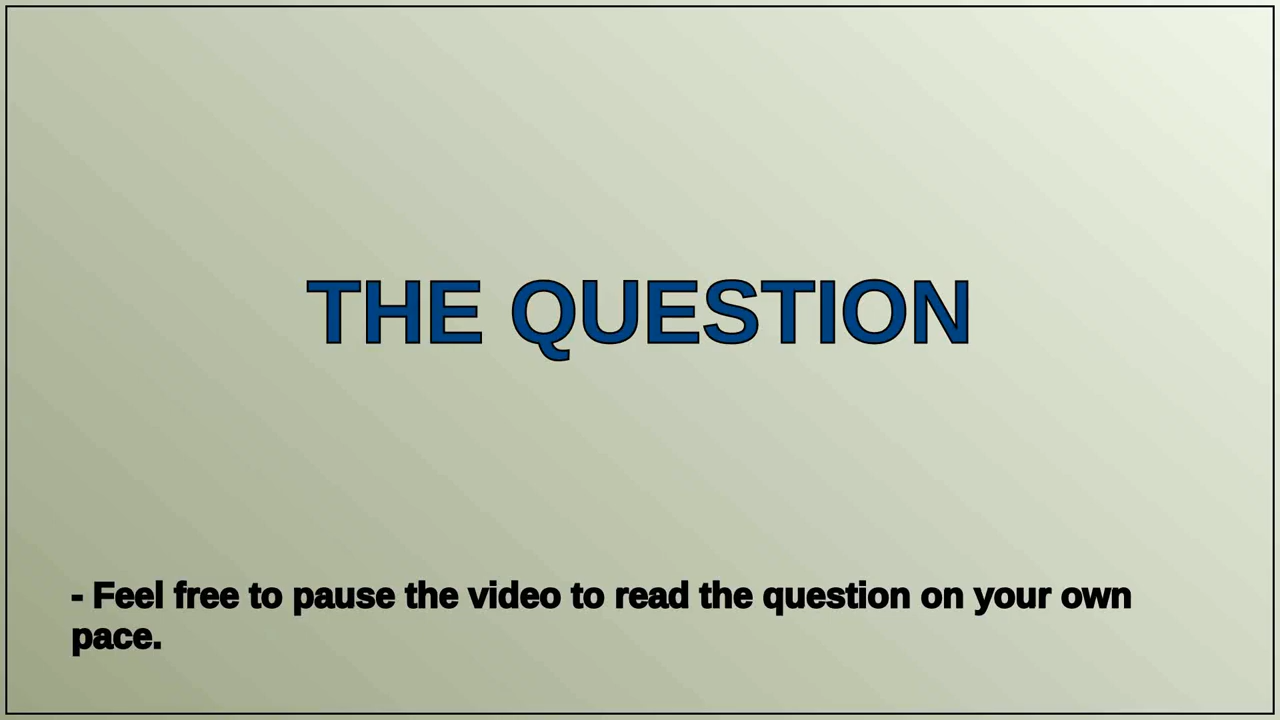 THE QUESTION
- Feel free to pause the video to read the question on your own
pace.